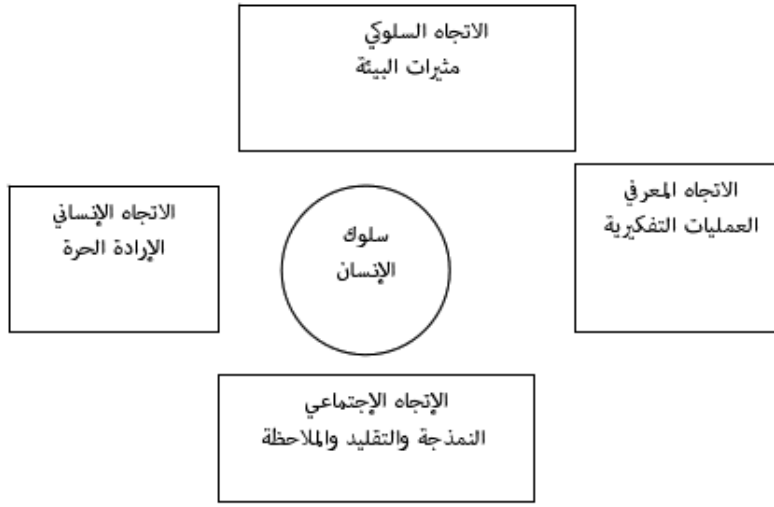 الاتجاه السلوكي
مثيرات البيئة
الاتجاه المعرفي
العمليات التفكيرية
سلوك
الإنسان
الاتجاه الإنساني
الإرادة الحرة
الإتجاه الإجتماعي
النمذجة والتقليد والملاحظة